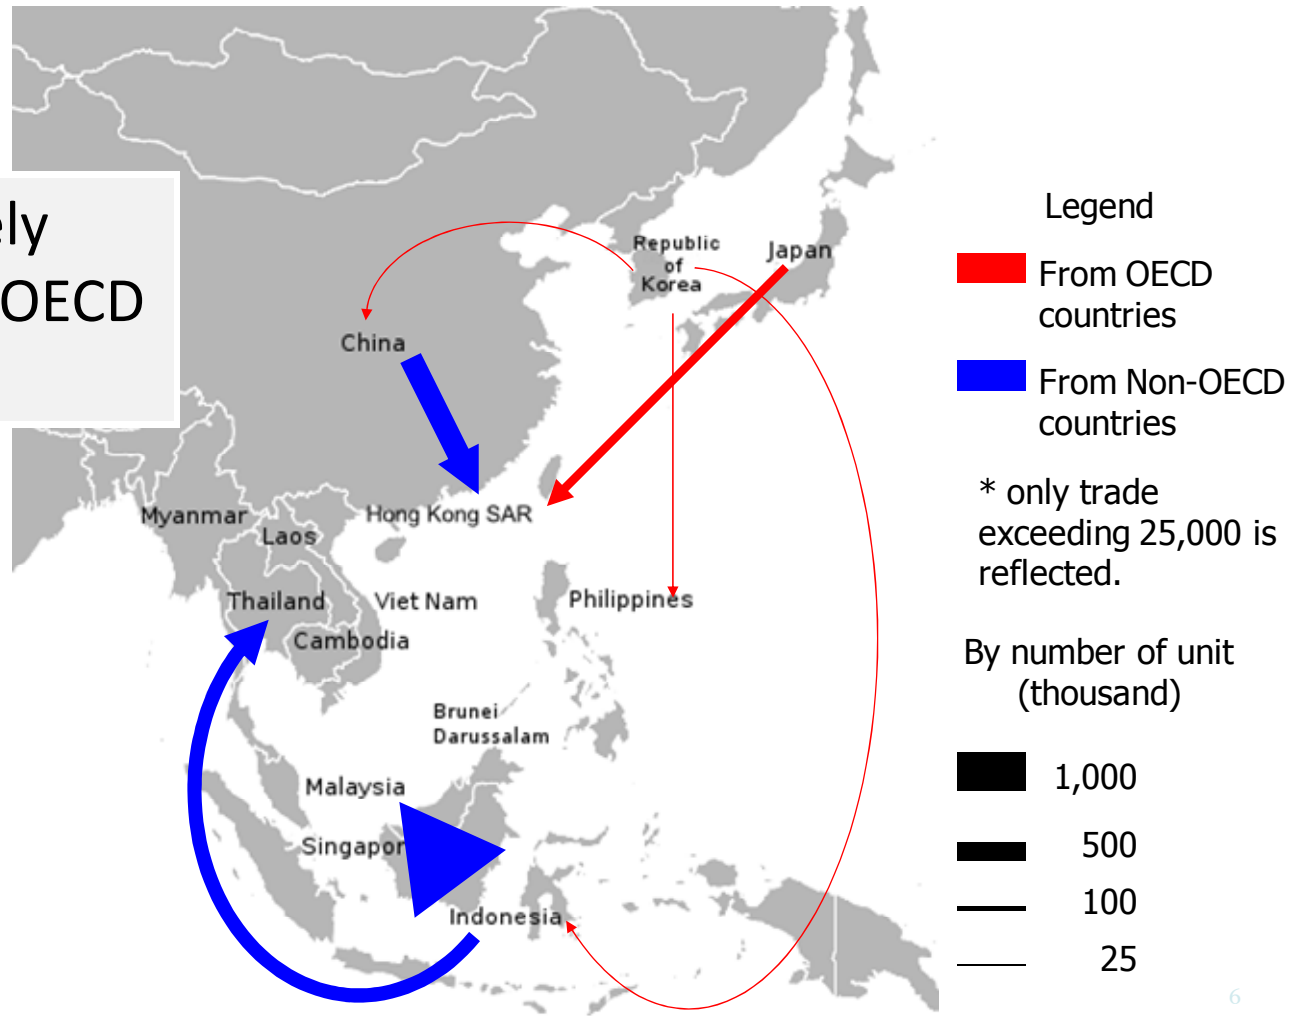 ely
OECD
Republic
of
Korea
Japan
China
Hong Kong SAR
Myanmar
Laos
Thailand
Viet Nam
Cambodia
Philippines
Brunei
Darussalam
Malaysia
Singapor
Indonesia
Legend
From OECD
countries
From Non-OECD
countries
* only trade
exceeding 25,000 is
reflected.
By number of unit
(thousand)
1,000
500
100
25
6